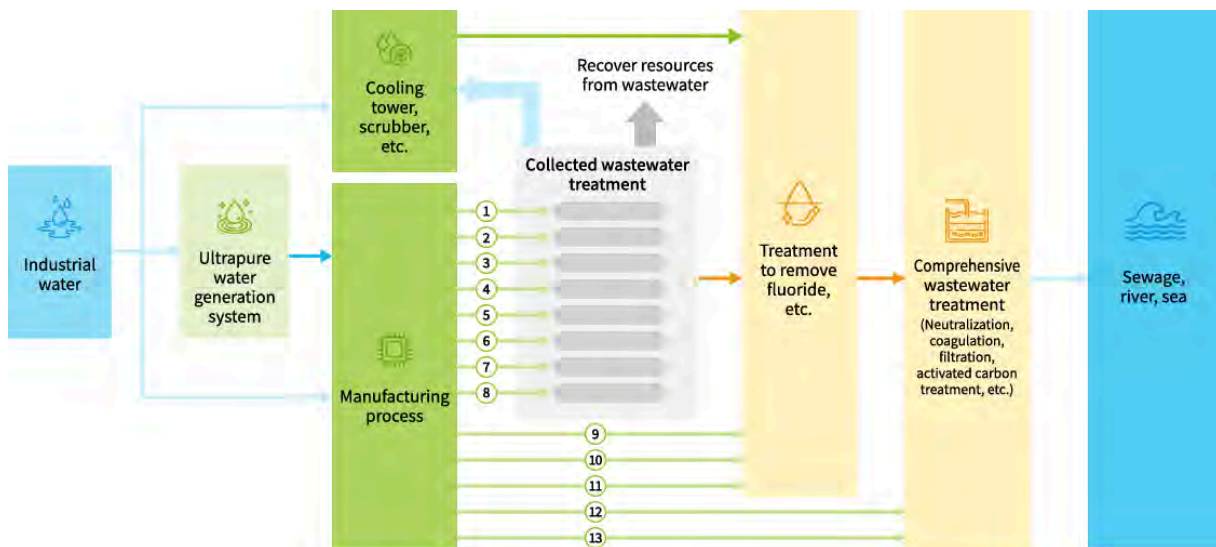 Industrial
water
Ultrapure
water
generation
system
Cooling
tower,
scrubber,
etc.
Manufacturing
process
Recover resources
from wastewater
Collected wastewater
treatment
1
2
3
4
5
6
7
8
9
10
11
12
13
Treatment
to remove
fluoride,
etc.
Comprehensive
wastewater
treatment
(Neutralization,
coagulation,
filtration,
activated carbon
treatment, etc.)
Sewage,
river, sea